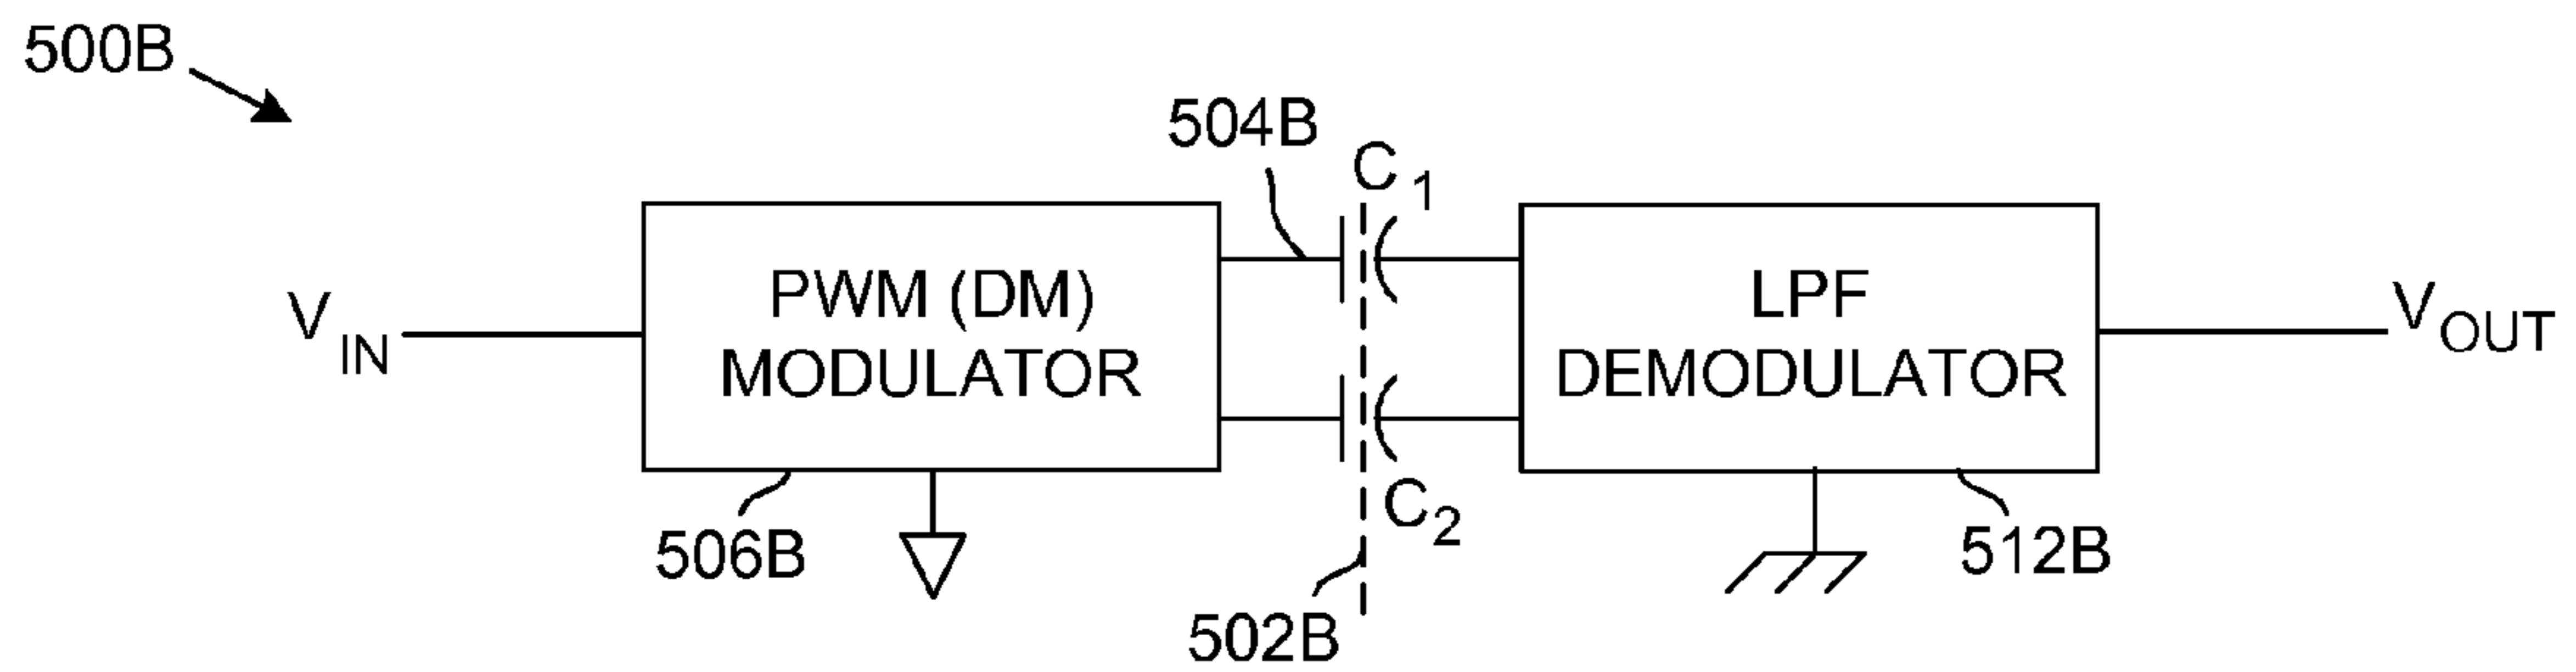 500B
504B
C1
PWM (DM)
MODULATOR
LPF
DEMODULATOR
VIN
VOUT
C2
506B
512B
502B